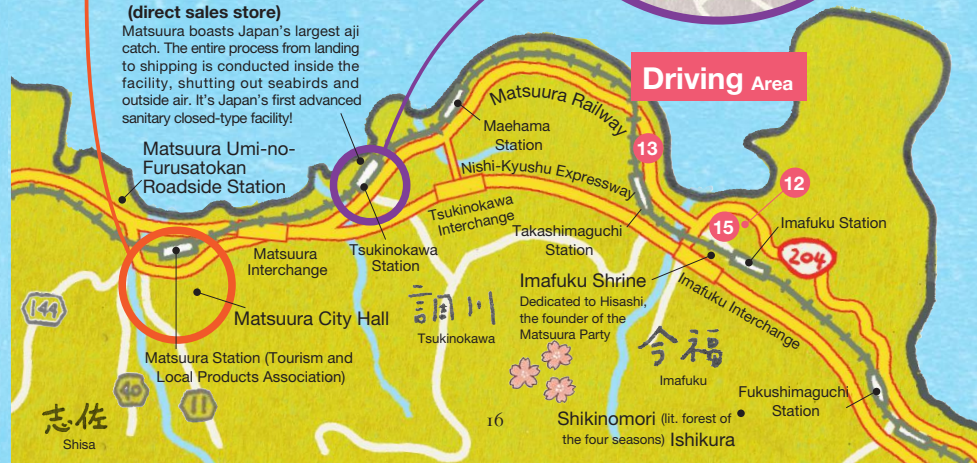 (direct sales store)
Matsuura boasts Japan's largest aji
catch. The entire process from landing
to shipping is conducted inside the
facility, shutting out seabirds and
outside air. It's Japan's first advanced
sanitary closed-type facility!
Driving Area
Matsuura Railway
Maehama
Station
13
Matsuura Umi-no-
Furusatokan
Roadside Station
Nishi-Kyushu Expressway
12
15
Imafuku Station
Tsukinokawa
Interchange
Takashimaguchi
Station
204
Matsuura
Interchange
Tsukinokawa
Station
Imafuku Shrine
Dedicated to Hisashi,
the founder of the
Matsuura Party
Imafuku Interchange
144
Matsuura City Hall
調川
Tsukinokawa
今福
Imafuku
Matsuura Station (Tourism and
Local Products Association)
40
11
志佐
Shisa
16
Fukushimaguchi
Station
Shikinomori (lit. forest of
the four seasons) Ishikura